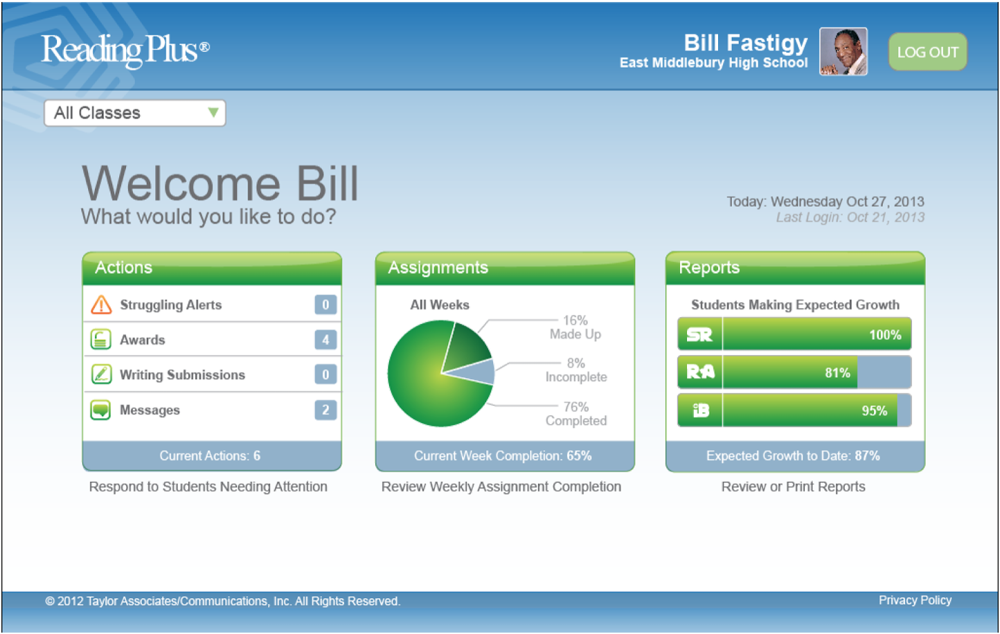 Reading Plus®
Bill Fastigy
East Middlebury High School
LOG OUT
All Classes
Welcome Bill
What would you like to do?
Today: Wednesday Oct 27, 2013
Last Login: Oct 21, 2013
Actions
Struggling Alerts 0
Awards 4
Writing Submissions 0
Messages 2
Current Actions: 6
Respond to Students Needing Attention
Assignments
All Weeks
16%
Made Up
8%
Incomplete
76%
Completed
Current Week Completion: 65%
Review Weekly Assignment Completion
Reports
Students Making Expected Growth
SR 100%
RA 81%
iB 95%
Expected Growth to Date: 87%
Review or Print Reports
© 2012 Taylor Associates/Communications, Inc. All Rights Reserved.
Privacy Policy